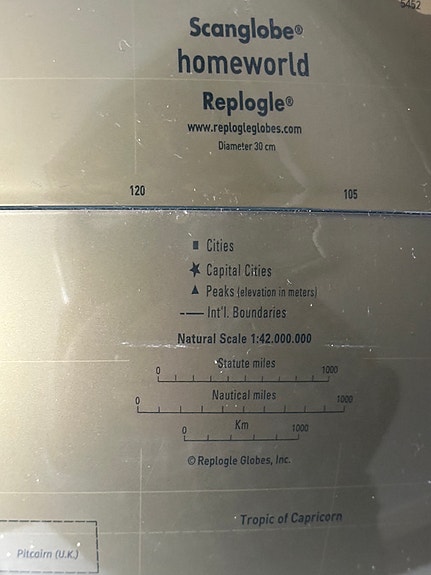 5452
Scanglobe®
homeworld
Replogle®
www.replogleglobes.com
Diameter 30 cm
120 105
Cities
Capital Cities
Peaks (elevation in meters)
Int'l. Boundaries
Natural Scale 1:42.000.000
Statute miles
0 1000
Nautical miles
0 1000
Km
0 1000
© Replogle Globes, Inc.
Tropic of Capricorn
Pitcairn (U.K.)